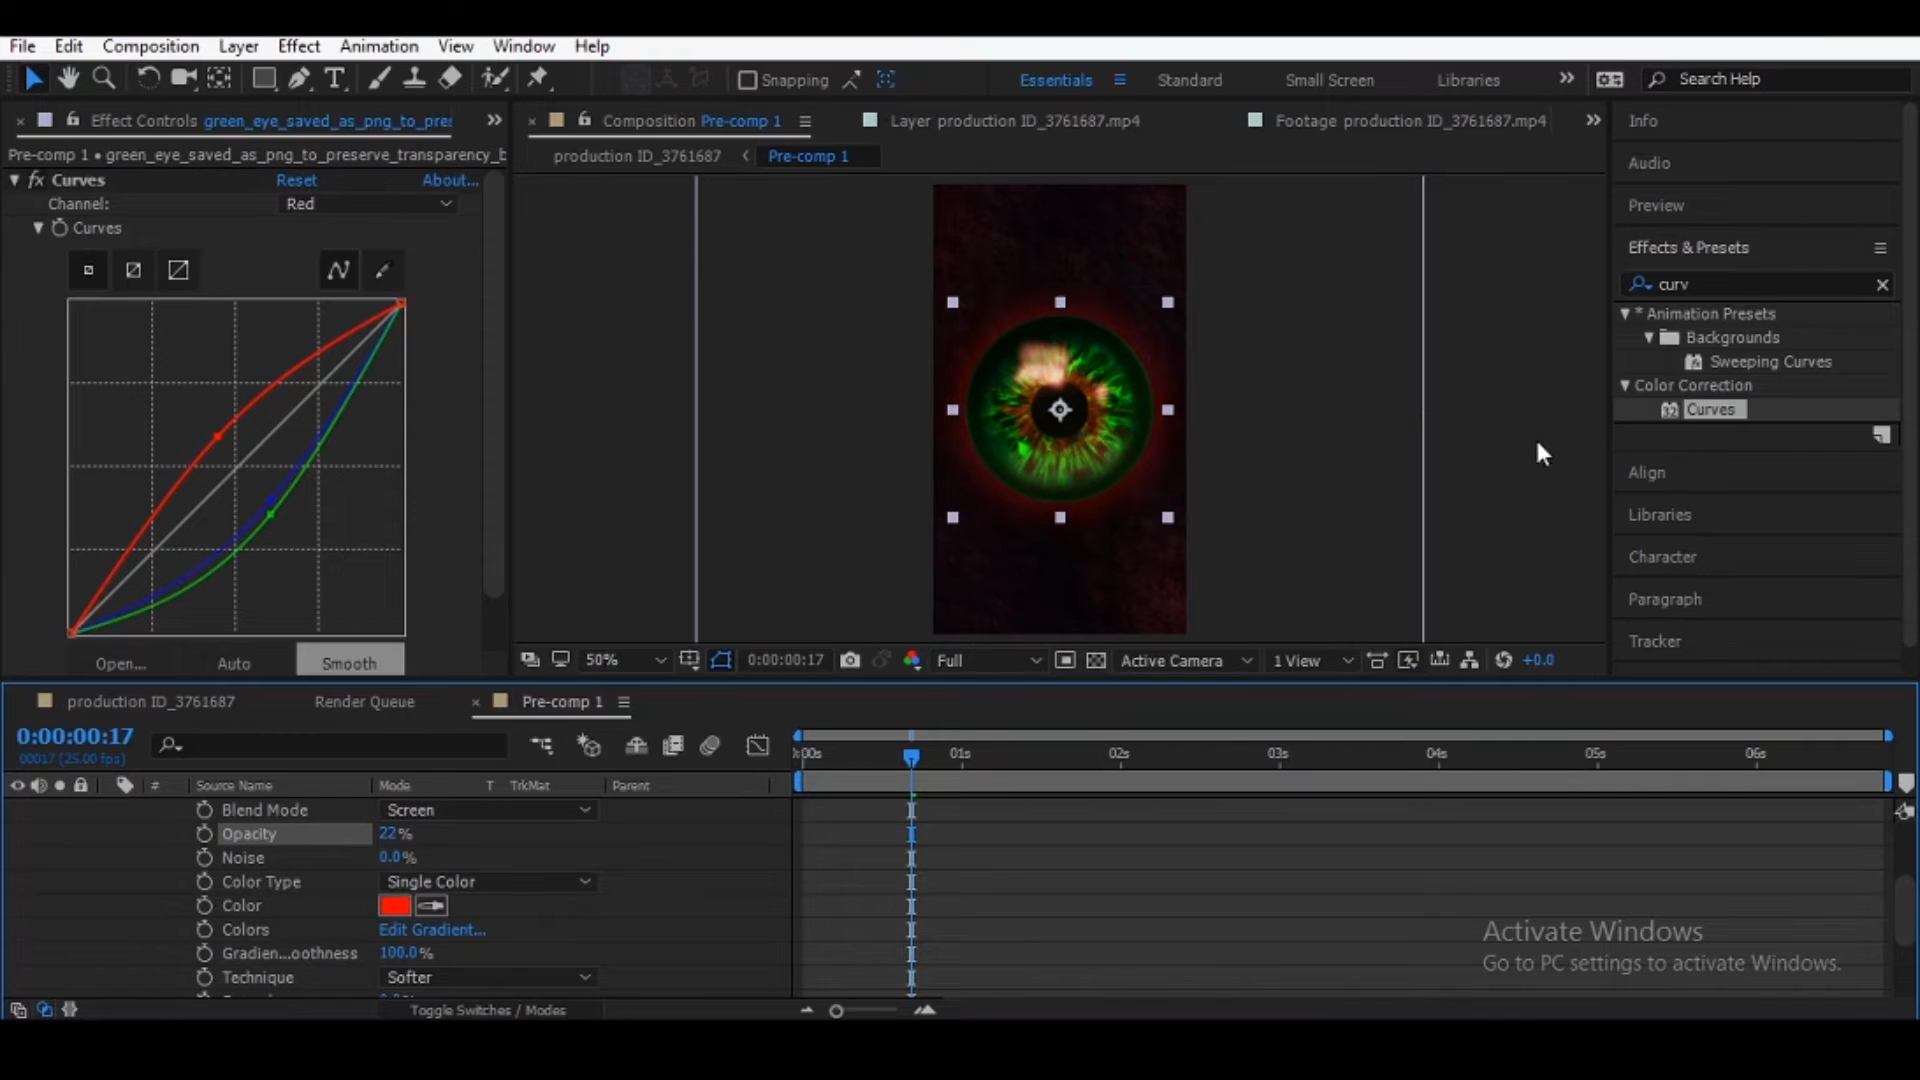 File Edit Composition Layer Effect Animation View Window Help
Snapping Essentials Standard Small Screen Libraries Search Help
Effect Controls green_eye_saved_as_png_to_pres
Composition Pre-comp 1 Layer production ID_3761687.mp4 Footage production ID_3761687.mp4
Info
Pre-comp 1 • green_eye_saved_as_png_to_preserve_transparency_b
production ID_3761687 Pre-comp 1
Audio
fx Curves Reset About...
Channel: Red
Preview
Curves
Effects & Presets
curv
* Animation Presets
Backgrounds
Sweeping Curves
Color Correction
Curves
Align
Libraries
Character
Paragraph
Tracker
Open... Auto Smooth
50% 0:00:00:17 Full Active Camera 1 View +0.0
production ID_3761687 Render Queue Pre-comp 1
0:00:00:17
00017 (25.00 fps)
:00s 01s 02s 03s 04s 05s 06s
# Source Name Mode T TrkMat Parent
Blend Mode Screen
Opacity 22%
Noise 0.0%
Color Type Single Color
Color
Colors Edit Gradient...
Gradien...oothness 100.0%
Technique Softer
Toggle Switches / Modes
Activate Windows
Go to PC settings to activate Windows.